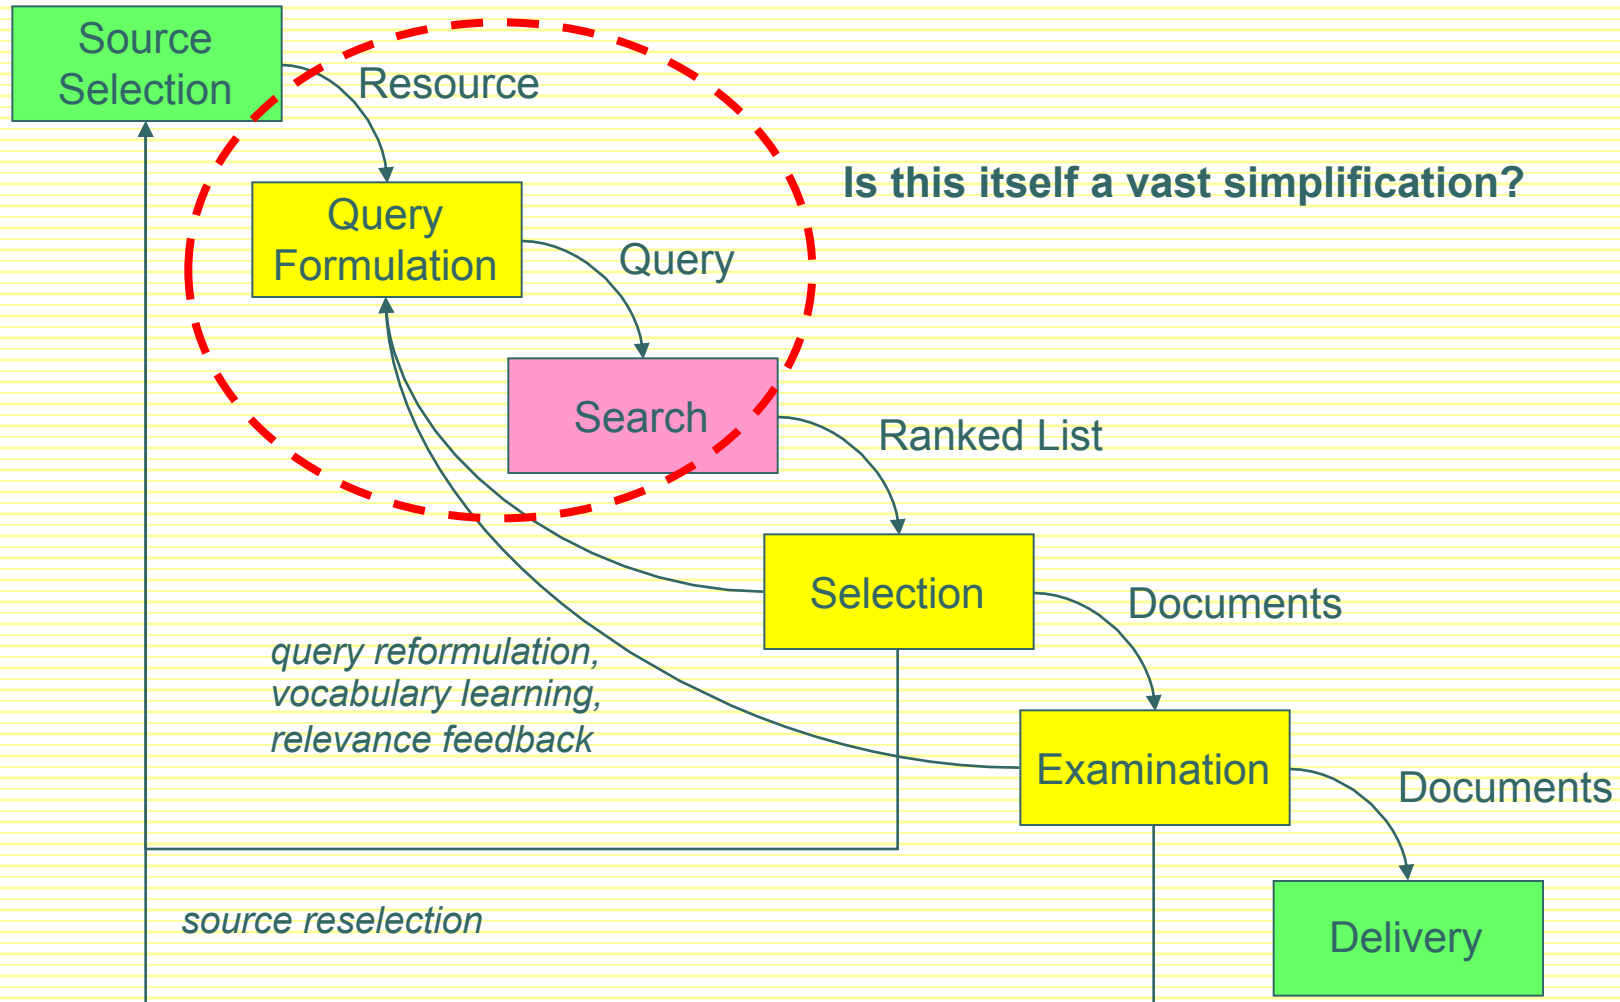 Source
Selection
Resource
Is this itself a vast simplification?
Query
Formulation
Query
Search
Ranked List
Selection
Documents
query reformulation,
vocabulary learning,
relevance feedback
Examination
Documents
source reselection
Delivery